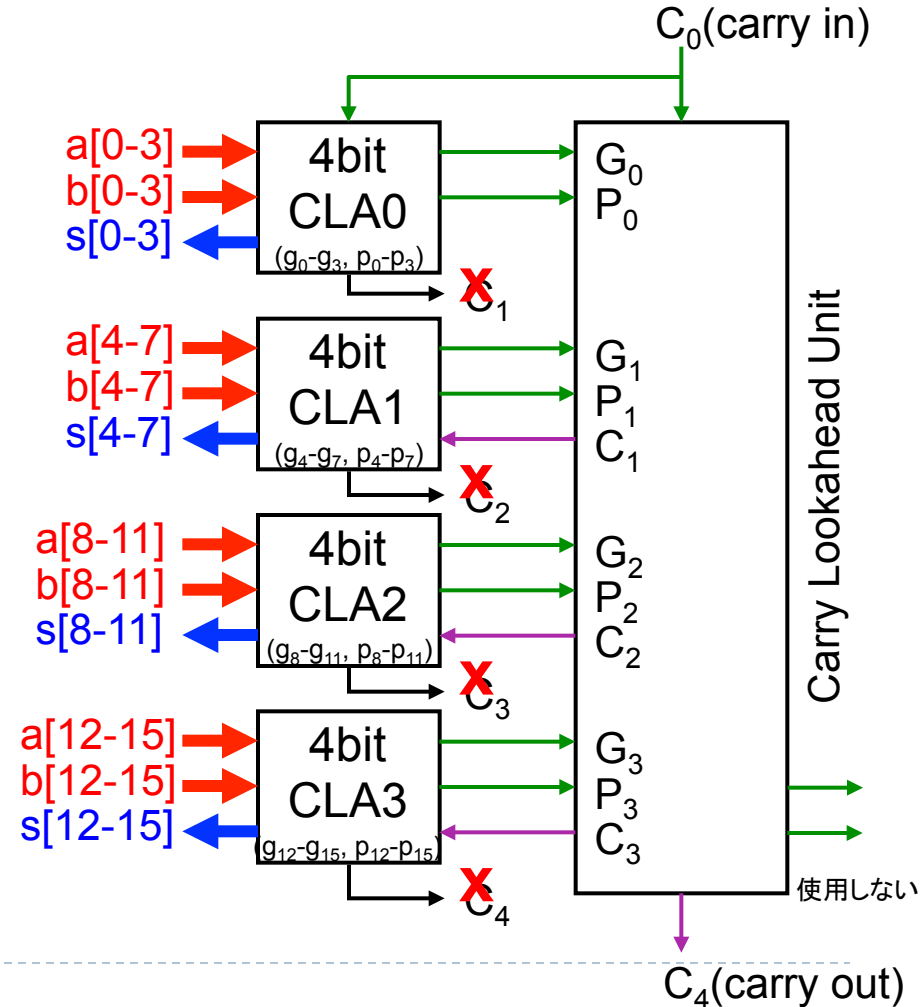 C₀(carry in)
a[0-3]
b[0-3]
s[0-3]
4bit
CLA0
(g₀-g₃, p₀-p₃)
G₀
P₀
C₁
a[4-7]
b[4-7]
s[4-7]
4bit
CLA1
(g₄-g₇, p₄-p₇)
G₁
P₁
C₁
C₂
a[8-11]
b[8-11]
s[8-11]
4bit
CLA2
(g₈-g₁₁, p₈-p₁₁)
G₂
P₂
C₂
C₃
a[12-15]
b[12-15]
s[12-15]
4bit
CLA3
(g₁₂-g₁₅, p₁₂-p₁₅)
G₃
P₃
C₃
C₄
Carry Lookahead Unit
使用しない
C₄(carry out)